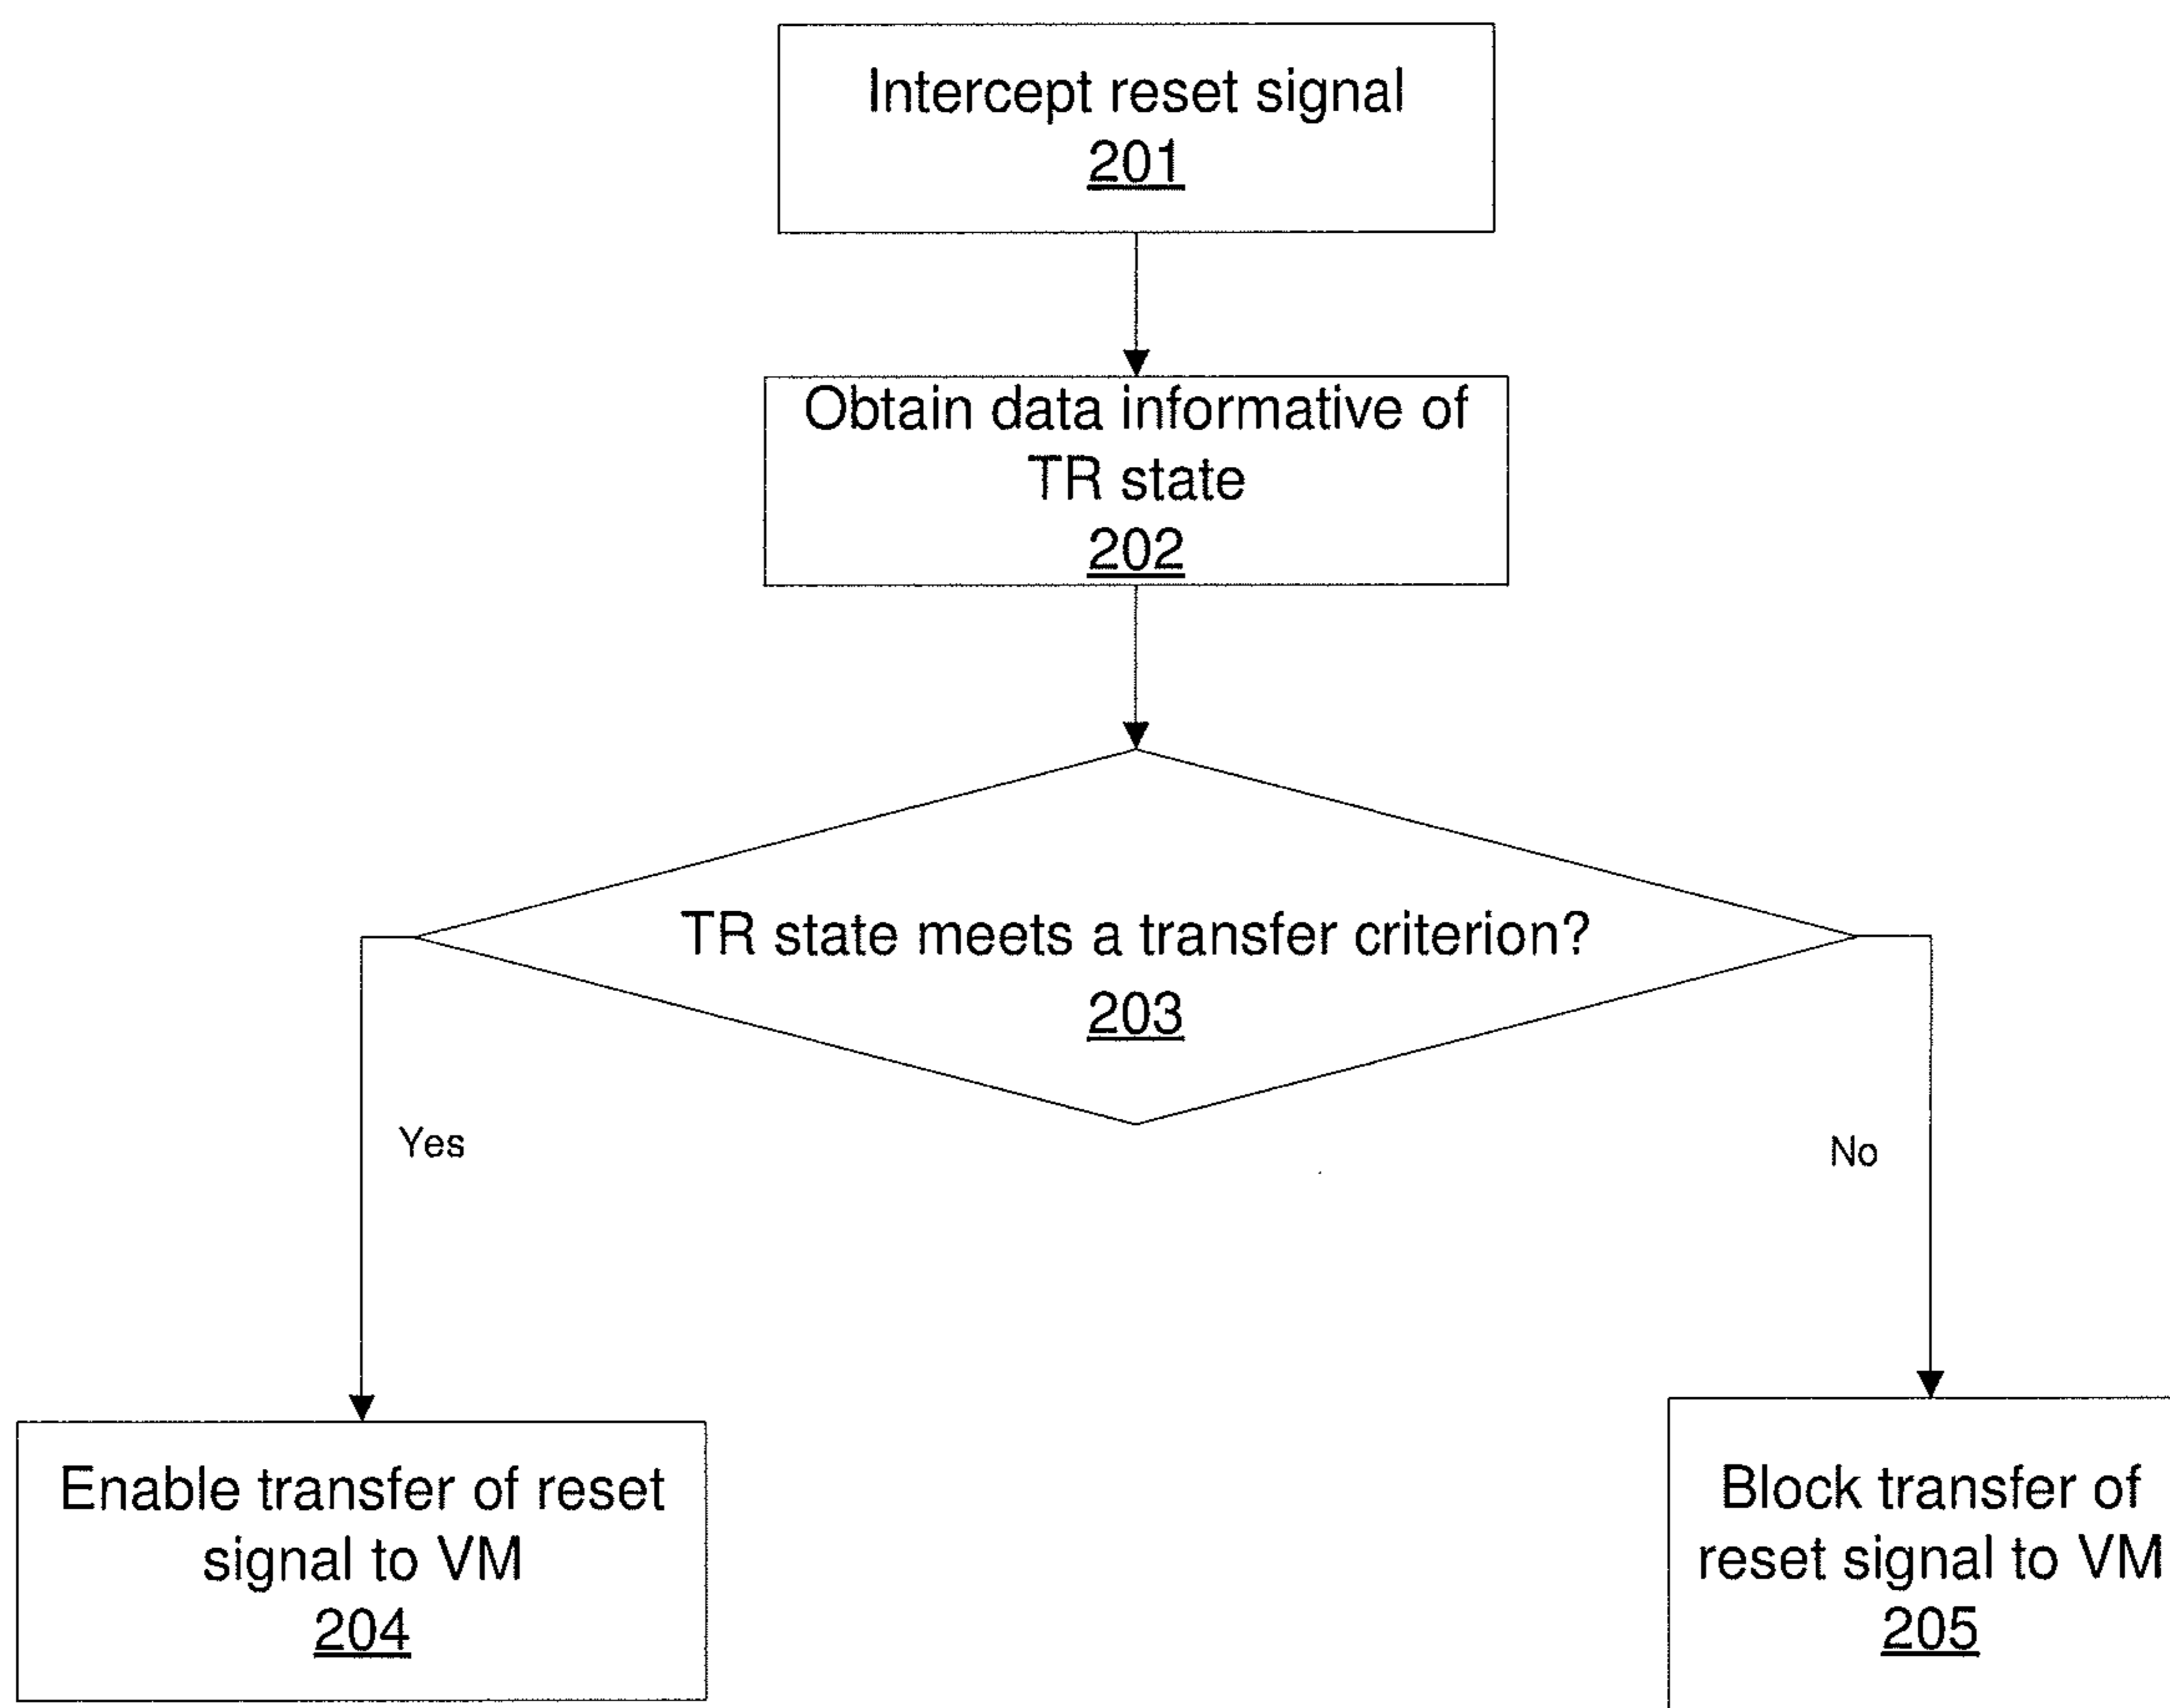 Intercept reset signal
201
Obtain data informative of
TR state
202
TR state meets a transfer criterion?
203
Yes
No
Enable transfer of reset
signal to VM
204
Block transfer of
reset signal to VM
205